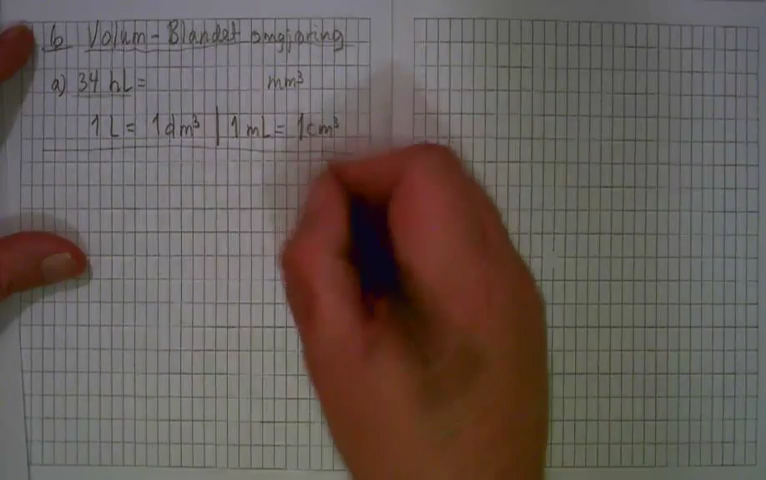 6 Volum - Blandet omgjøring
a) 34 hL = mm³
1 L = 1 dm³ | 1 mL = 1 cm³